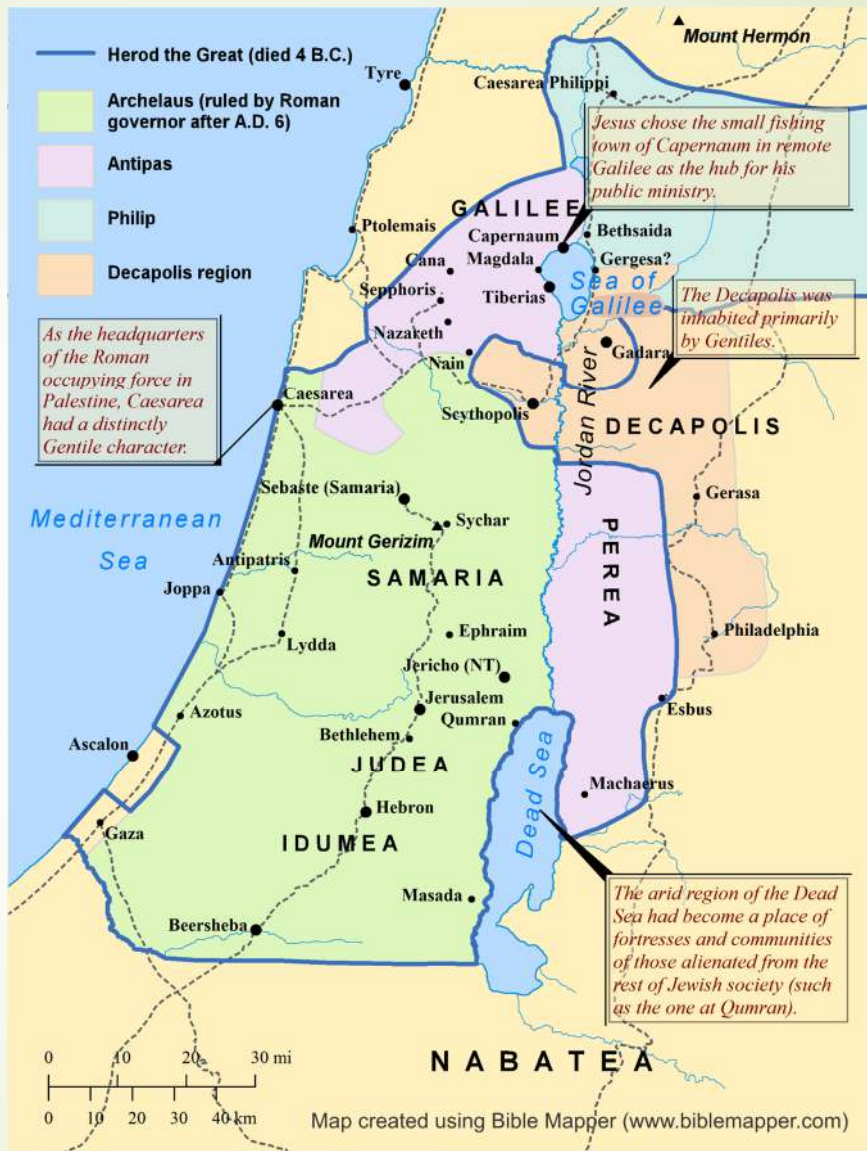 Herod the Great (died 4 B.C.)
Archelaus (ruled by Roman
governor after A.D. 6)
Antipas
Philip
Decapolis region
Mount Hermon
Tyre
Caesarea Philippi
Jesus chose the small fishing
town of Capernaum in remote
Galilee as the hub for his
public ministry.
GALILEE
Ptolemais
Capernaum
Bethsaida
Cana
Magdala
Gergesa?
Sepphoris
Tiberias
Sea of
Galilee
The Decapolis was
inhabited primarily
by Gentiles.
As the headquarters
of the Roman
occupying force in
Palestine, Caesarea
had a distinctly
Gentile character.
Nazareth
Nain
Gadara
Jordan River
Caesarea
Scythopolis
DECAPOLIS
Mediterranean
Sea
Sebaste (Samaria)
Sychar
Mount Gerizim
Gerasa
PEREA
Antipatris
SAMARIA
Joppa
Lydda
Ephraim
Philadelphia
Jericho (NT)
Jerusalem
Azotus
Qumran
Esbus
Bethlehem
Ascalon
JUDEA
Dead Sea
Machaerus
Hebron
Gaza
IDUMEA
Masada
Beersheba
The arid region of the Dead
Sea had become a place of
fortresses and communities
of those alienated from the
rest of Jewish society (such
as the one at Qumran).
0 10 20 30 mi
0 10 20 30 40 km
NABATEA
Map created using Bible Mapper (www.biblemapper.com)